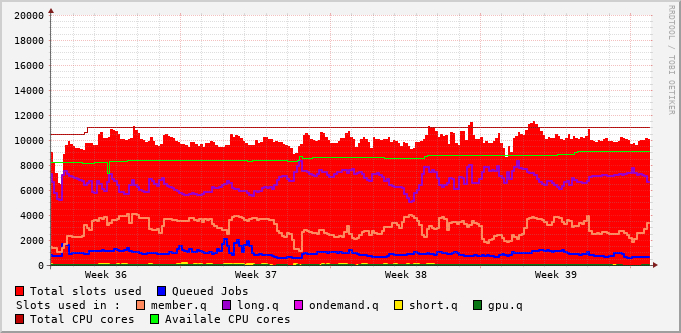 20000
18000
16000
14000
12000
10000
8000
6000
4000
2000
0
Week 36 Week 37 Week 38 Week 39
RRDTOOL / TOBI OETIKER
Total slots used Queued Jobs
Slots used in : member.q long.q ondemand.q short.q gpu.q
Total CPU cores Availale CPU cores